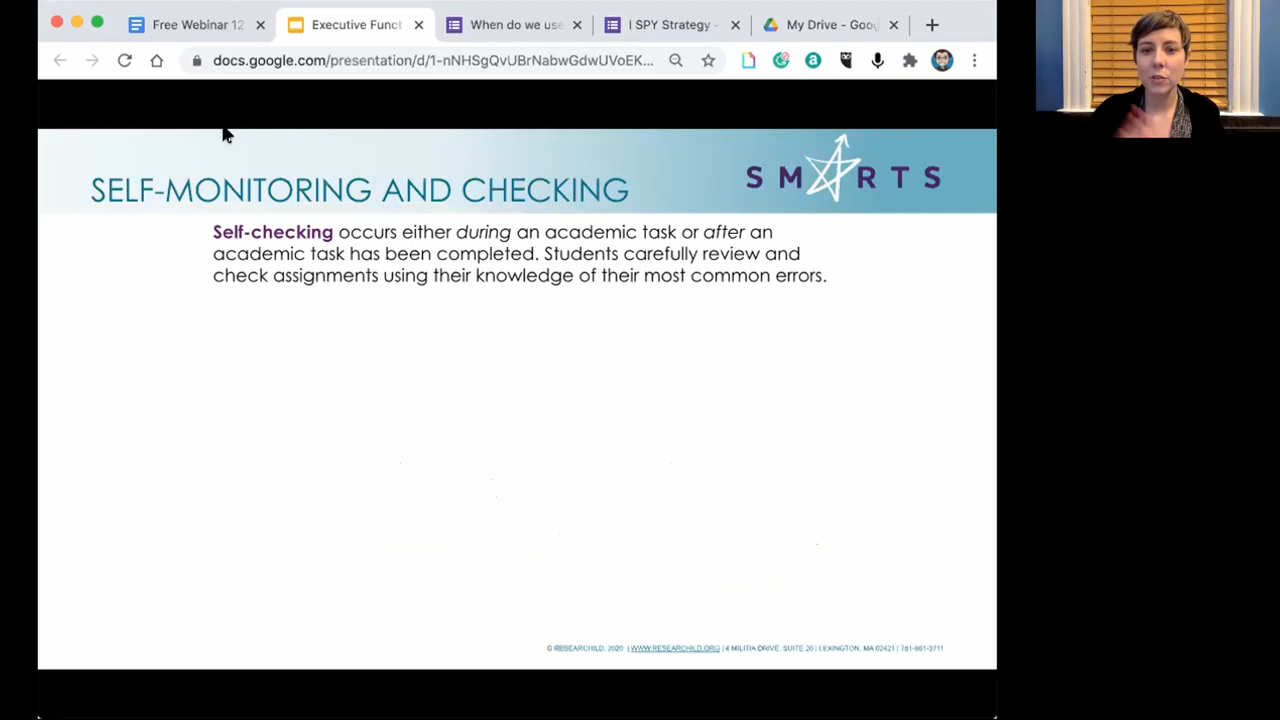 Free Webinar 12
Executive Funct
When do we use
I SPY Strategy -
My Drive - Goog
docs.google.com/presentation/d/1-nNHSgQvUBrNabwGdwUVoEK...
SMARTS
SELF-MONITORING AND CHECKING
Self-checking occurs either during an academic task or after an
academic task has been completed. Students carefully review and
check assignments using their knowledge of their most common errors.
© RESEARCHILD, 2020 | WWW.RESEARCHILD.ORG | 4 MILITIA DRIVE, SUITE 20 | LEXINGTON, MA 02421 | 781-861-3711